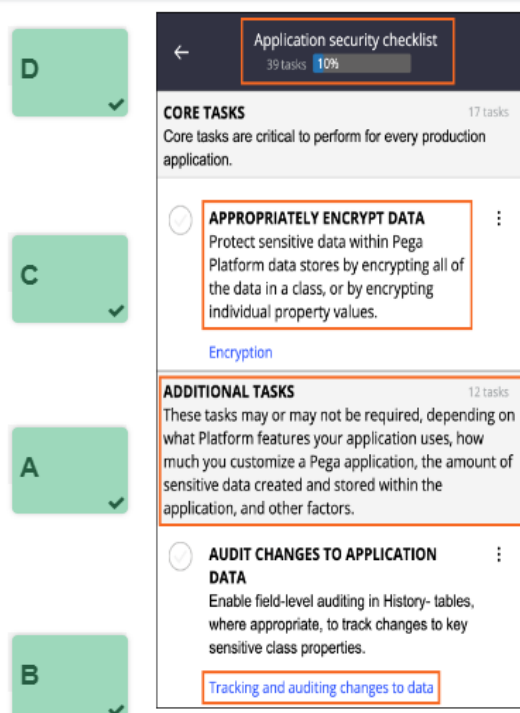 D
Application security checklist
39 tasks 10%
CORE TASKS 17 tasks
Core tasks are critical to perform for every production
application.
C
APPROPRIATELY ENCRYPT DATA
Protect sensitive data within Pega
Platform data stores by encrypting all of
the data in a class, or by encrypting
individual property values.
Encryption
A
ADDITIONAL TASKS 12 tasks
These tasks may or may not be required, depending on
what Platform features your application uses, how
much you customize a Pega application, the amount of
sensitive data created and stored within the
application, and other factors.
B
AUDIT CHANGES TO APPLICATION
DATA
Enable field-level auditing in History- tables,
where appropriate, to track changes to key
sensitive class properties.
Tracking and auditing changes to data